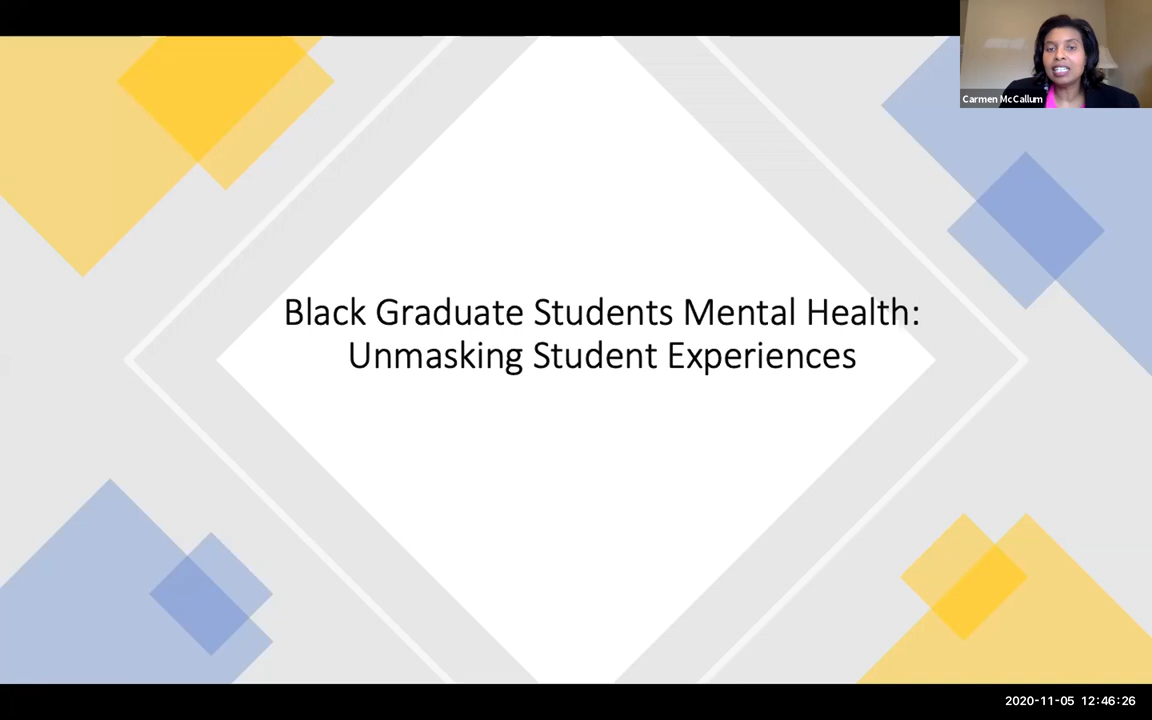 Carmen McCallum
Black Graduate Students Mental Health:
Unmasking Student Experiences
2020-11-05 12:46:26